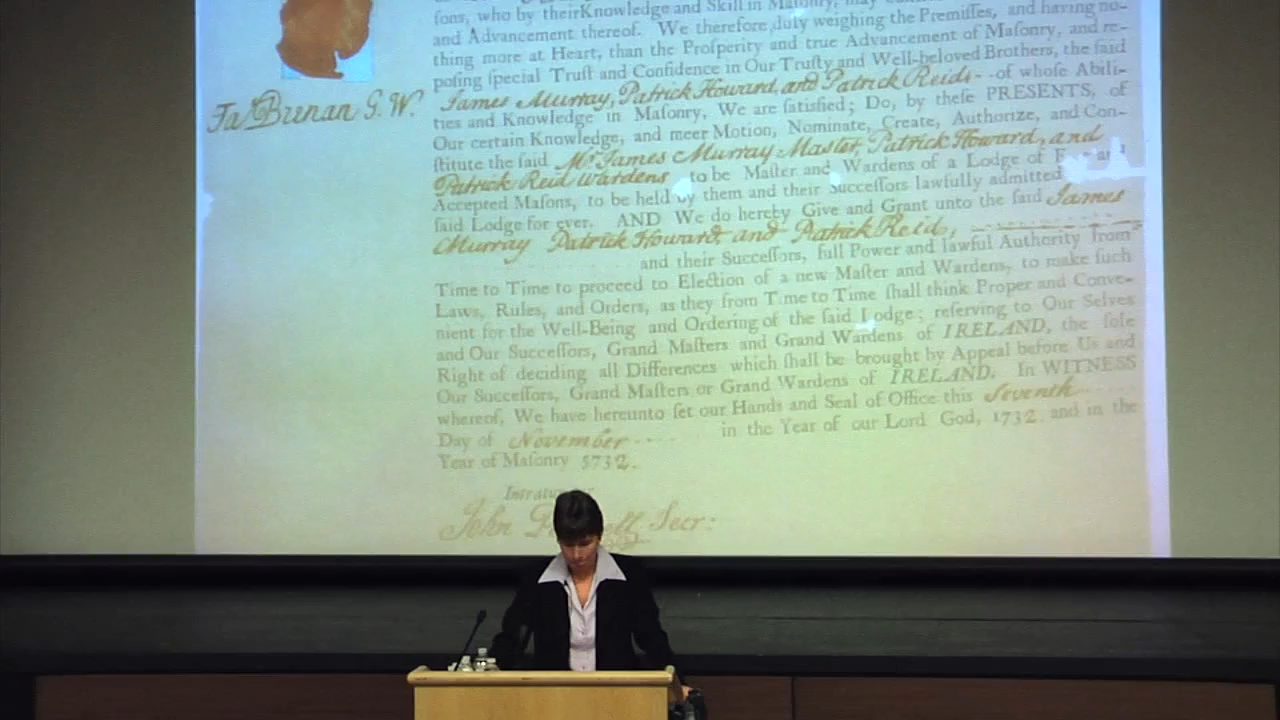 sons, who by theirKnowledge and Skill in Masonry, may
and Advancement thereof. We therefore duly weighing the Premisses, and having no-
thing more at Heart, than the Prosperity and true Advancement of Masonry, and re-
posing special Trust and Confidence in Our Trusty and Well-beloved Brothers, the said
James Murray, Patrick Howard, and Patrick Reids - of whose Abili-
Ja. Brenan G. W.
ties and Knowledge in Masonry, We are satisfied; Do, by these PRESENTS, of
Our certain Knowledge, and meer Motion, Nominate, Create, Authorize, and Con-
stitute the said Mr. James Murray Master, Patrick Howard, and
Patrick Reid Wardens to be Master and Wardens of a Lodge of and
Accepted Masons, to be held by them and their Successors lawfully admitted
said Lodge for ever. AND We do hereby Give and Grant unto the said James
Murray Patrick Howard, and Patrick Reid,
and their Successors, full Power and lawful Authority from
Time to Time to proceed to Election of a new Master and Wardens, to make such
Laws, Rules, and Orders, as they from Time to Time shall think Proper and Conve-
nient for the Well-Being and Ordering of the said Lodge; referring to Our Selves
and Our Successors, Grand Masters and Grand Wardens of IRELAND, the sole
Right of deciding all Differences which shall be brought by Appeal before Us and
Our Successors, Grand Masters or Grand Wardens of IRELAND. In WITNESS
whereof, We have hereunto set our Hands and Seal of Office this Seventh
Day of November in the Year of our Lord God, 1732. and in the
Year of Masonry 5732.
John Secr: